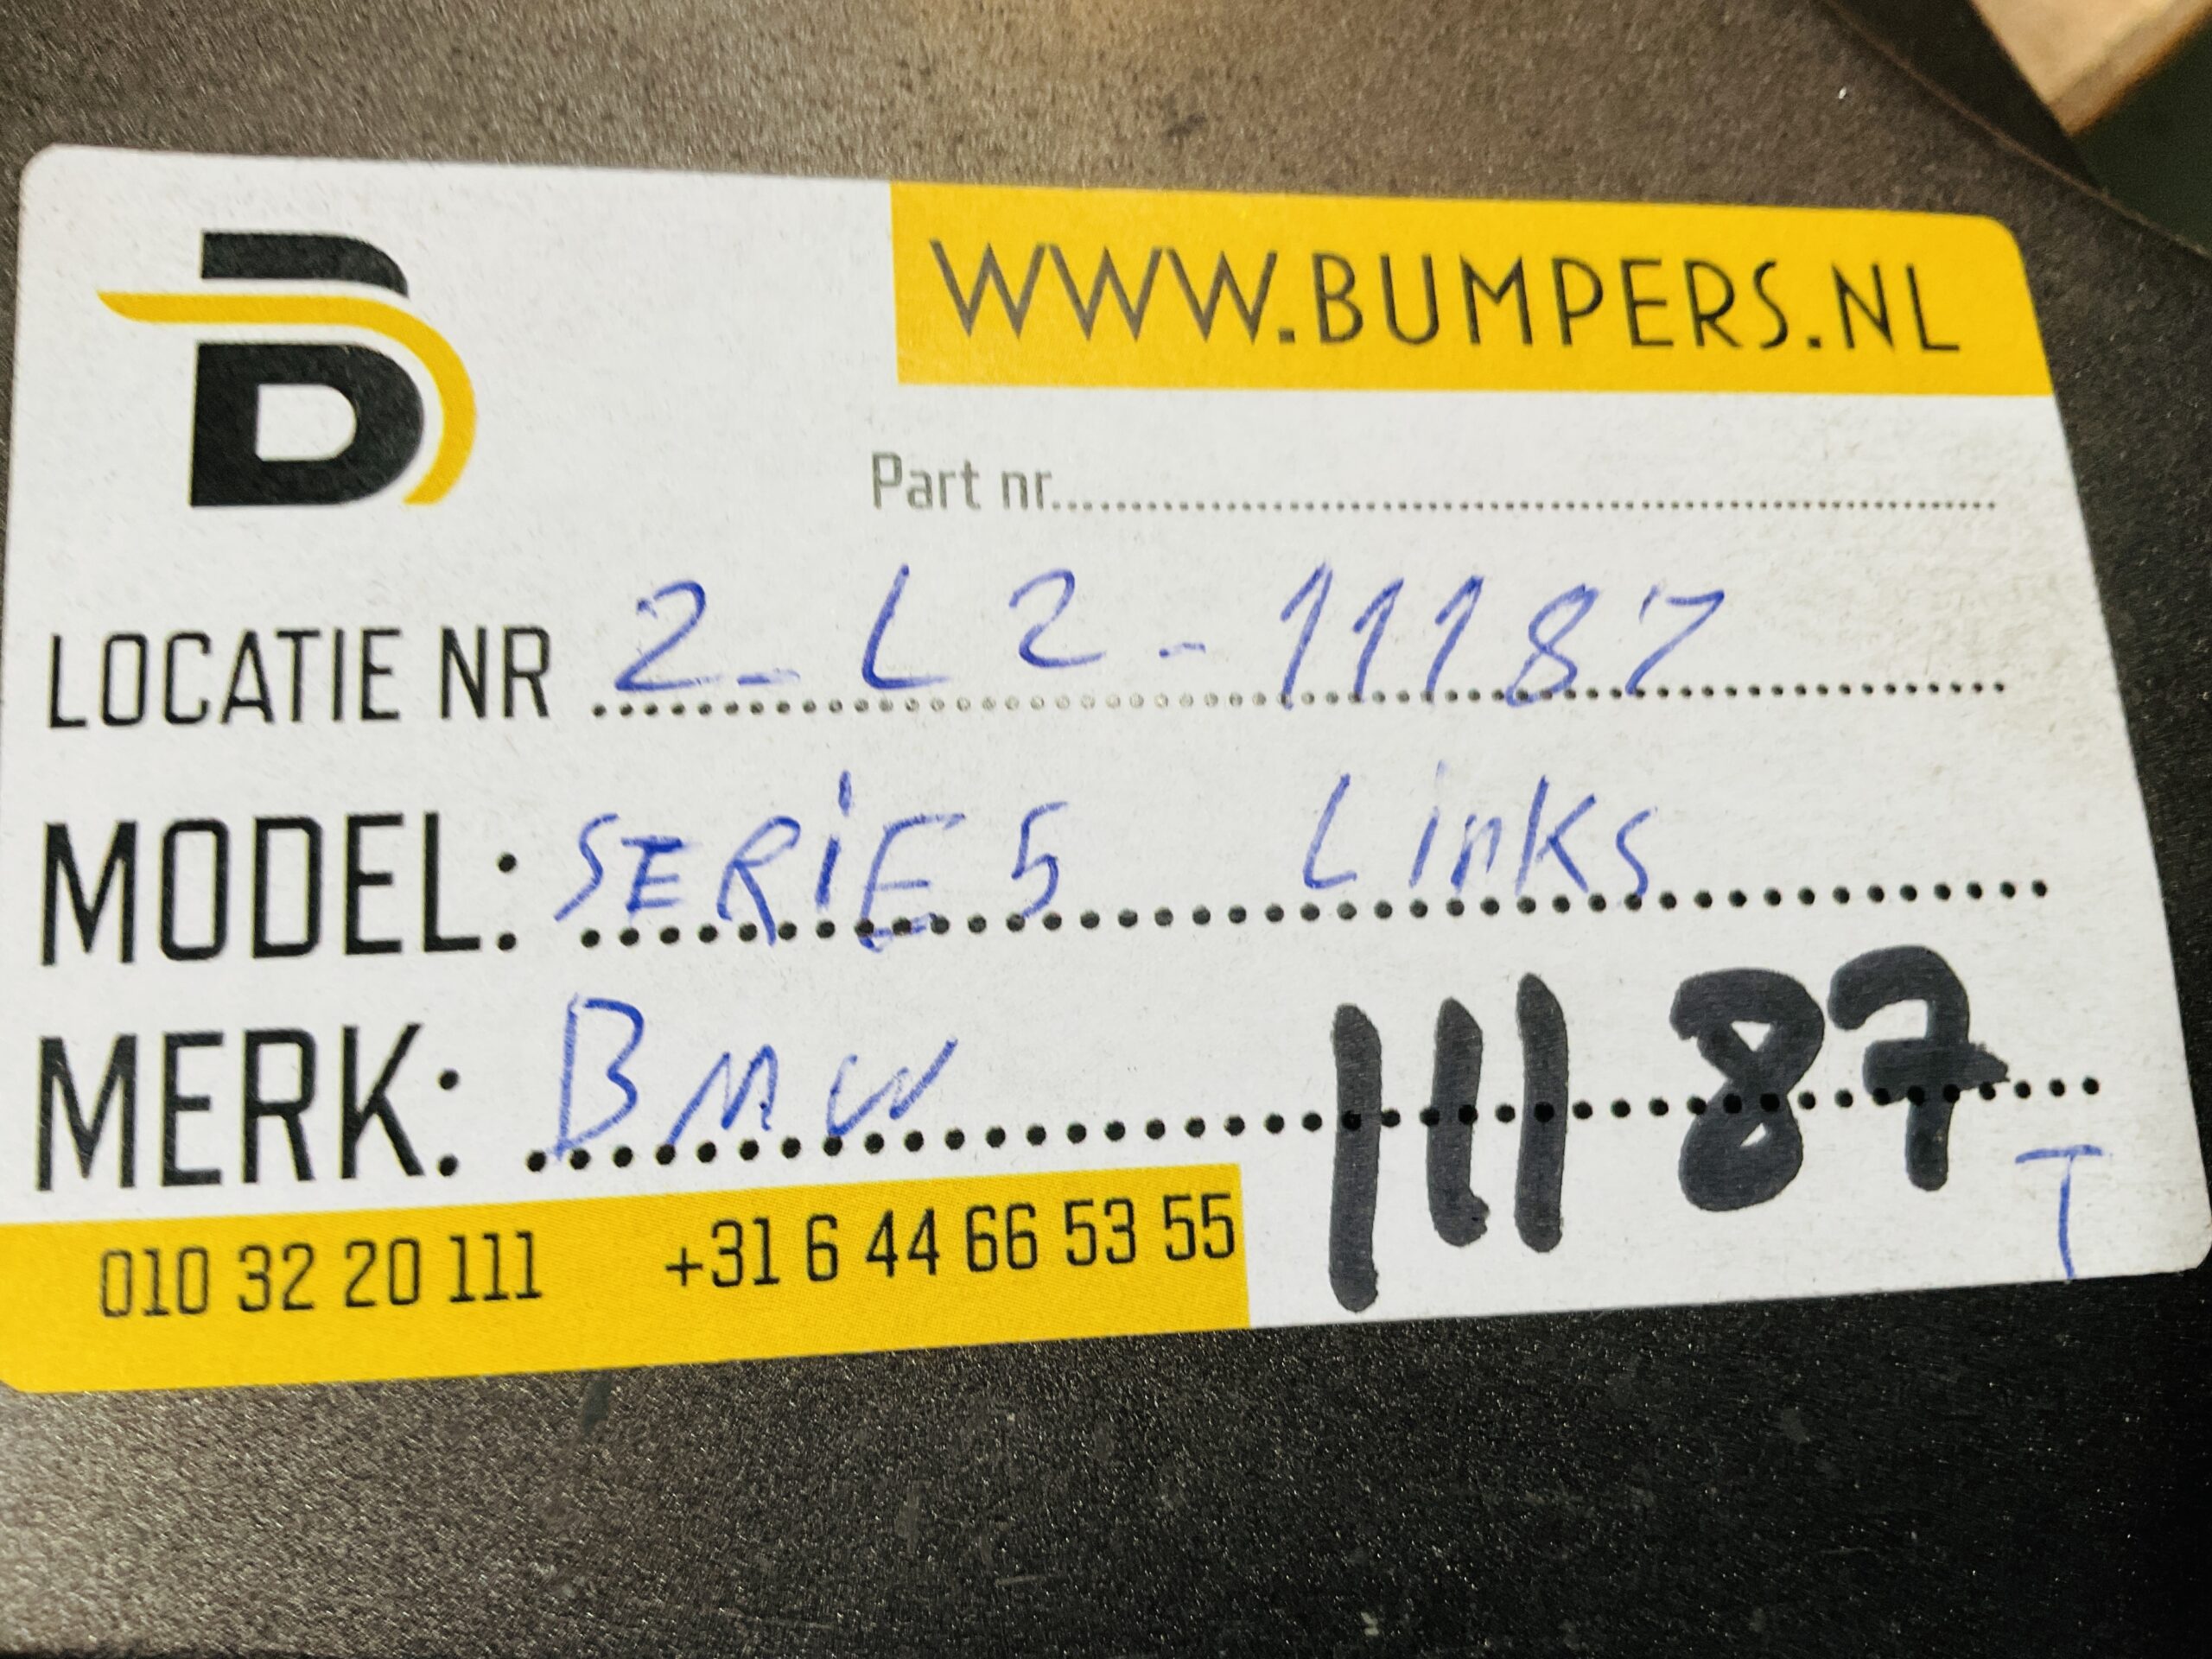 B
WWW.BUMPERS.NL
Part nr..........
LOCATIE NR 2-L2-11187
MODEL: SERIE 5 Links
MERK: BMW
11187
T
010 32 20 111 +31 6 44 66 53 55